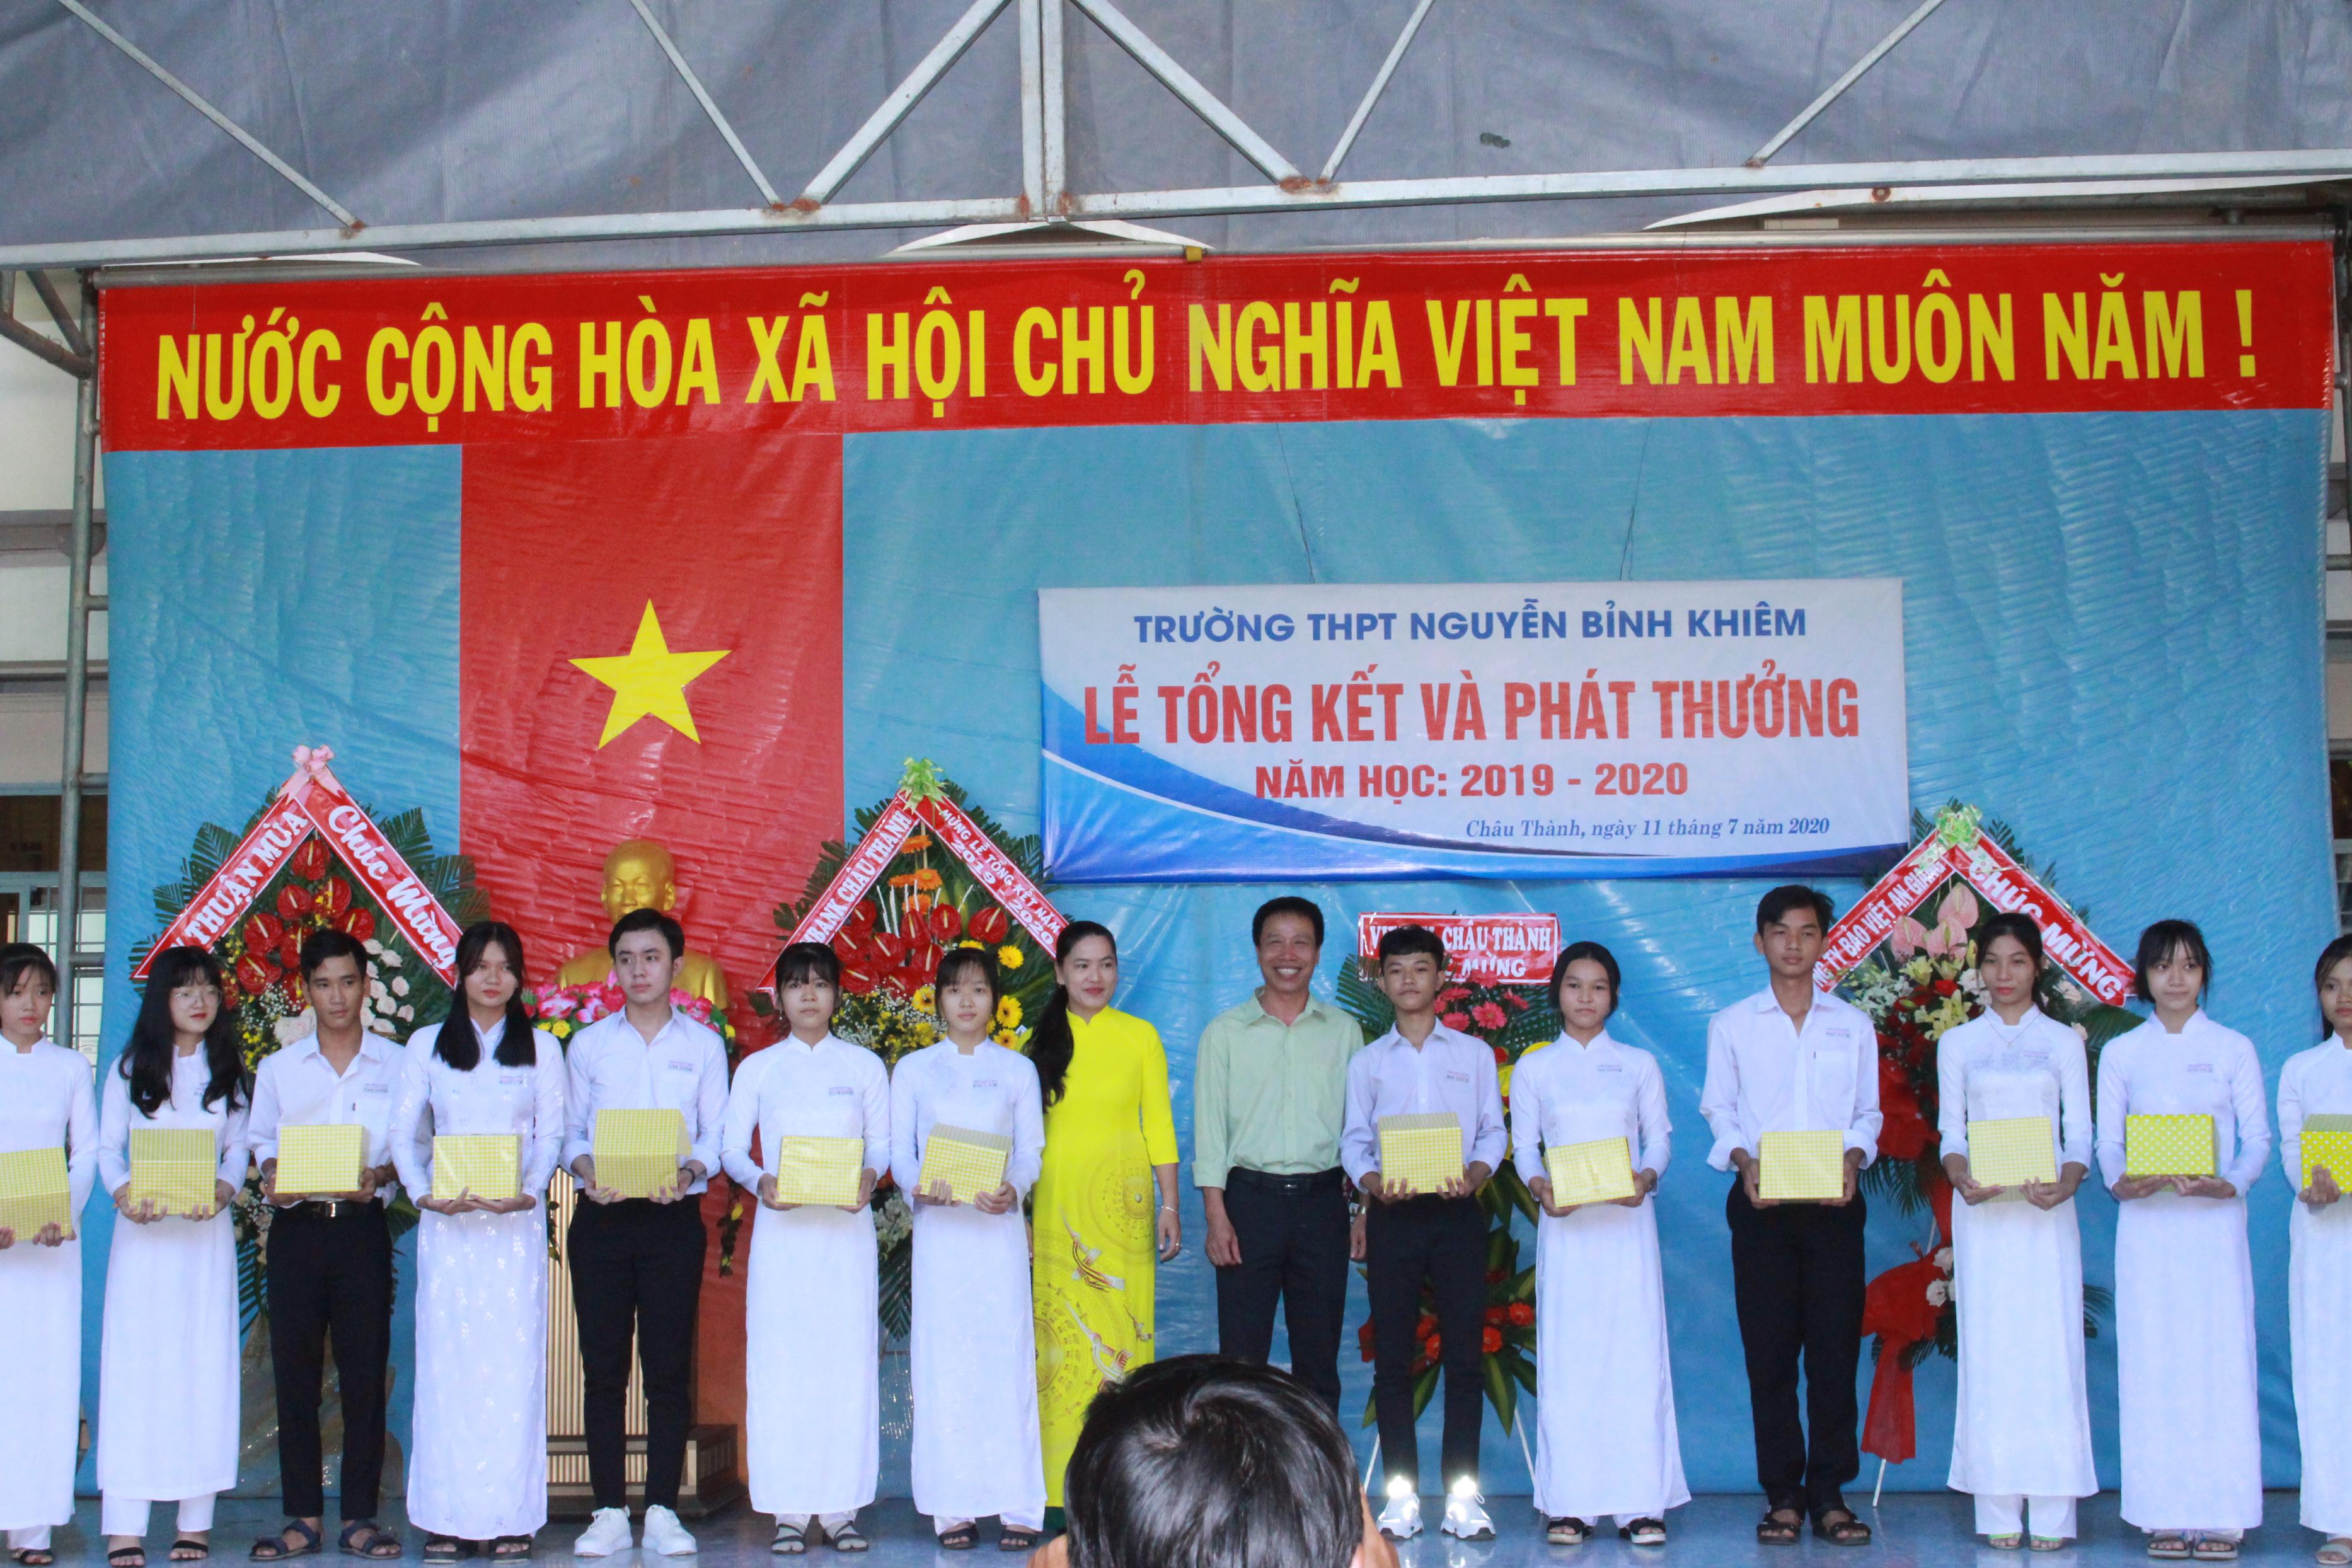 NƯỚC CỘNG HÒA XÃ HỘI CHỦ NGHĨA VIỆT NAM MUÔN NĂM !
TRƯỜNG THPT NGUYỄN BỈNH KHIÊM
LỄ TỔNG KẾT VÀ PHÁT THƯỞNG
NĂM HỌC: 2019 - 2020
Châu Thành, ngày 11 tháng 7 năm 2020
THUẬN MÙA
Chúc Mừng
CHÂU THÀNH
MỪNG LỄ TỔNG KẾT NĂM
2019 - 2020
CHÂU THÀNH
MỪNG
BẢO VIỆT AN GIANG
CHÚC MỪNG